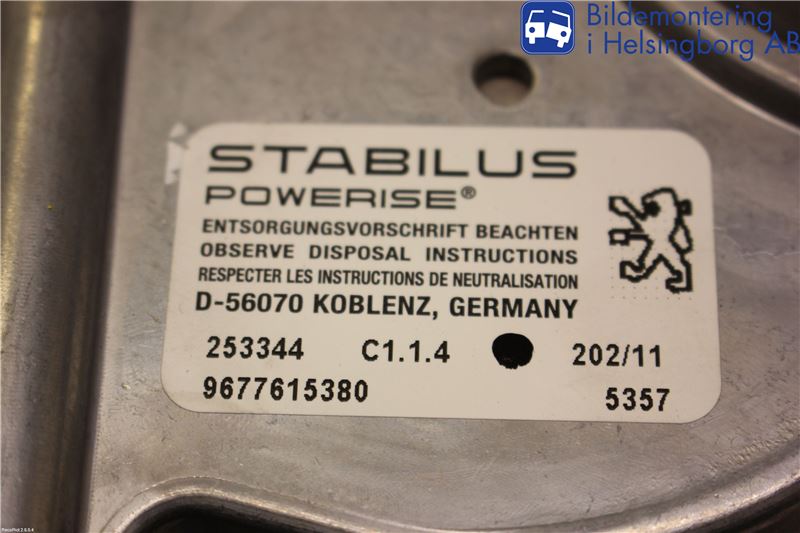 Bildemontering
i Helsingborg AB
STABILUS
POWERISE®
ENTSORGUNGSVORSCHRIFT BEACHTEN
OBSERVE DISPOSAL INSTRUCTIONS
RESPECTER LES INSTRUCTIONS DE NEUTRALISATION
D-56070 KOBLENZ, GERMANY
253344 C1.1.4 202/11
9677615380 5357